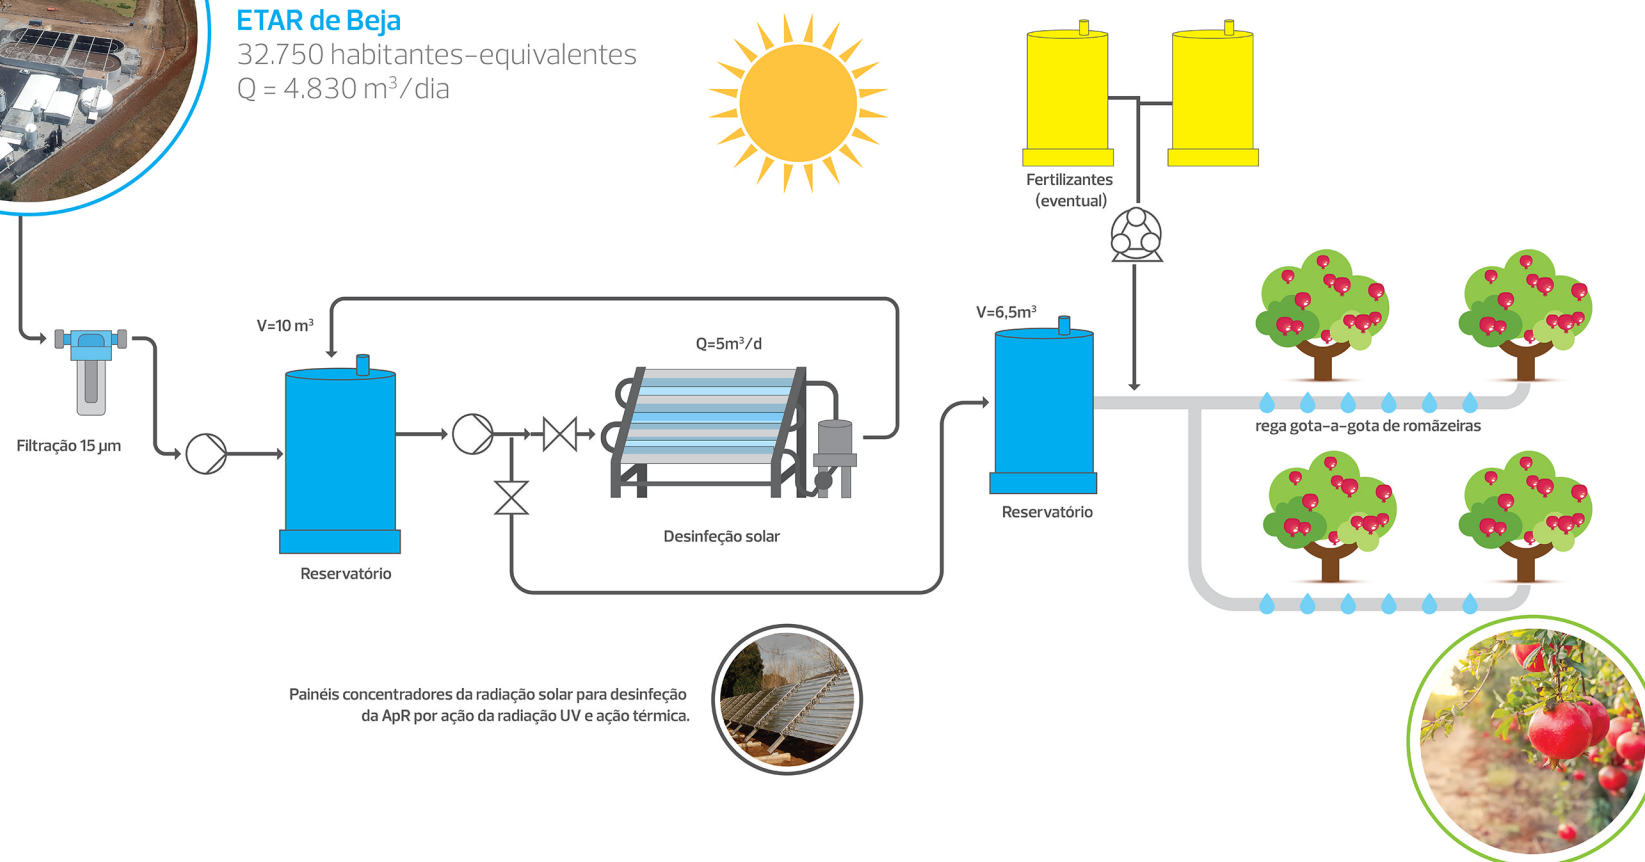 ETAR de Beja
32.750 habitantes-equivalentes
Q = 4.830 m³/dia
Fertilizantes
(eventual)
V=10 m³
Q=5m³/d
V=6,5m³
Filtração 15 µm
rega gota-a-gota de romãzeiras
Reservatório
Desinfeção solar
Reservatório
Painéis concentradores da radiação solar para desinfeção
da ApR por ação da radiação UV e ação térmica.